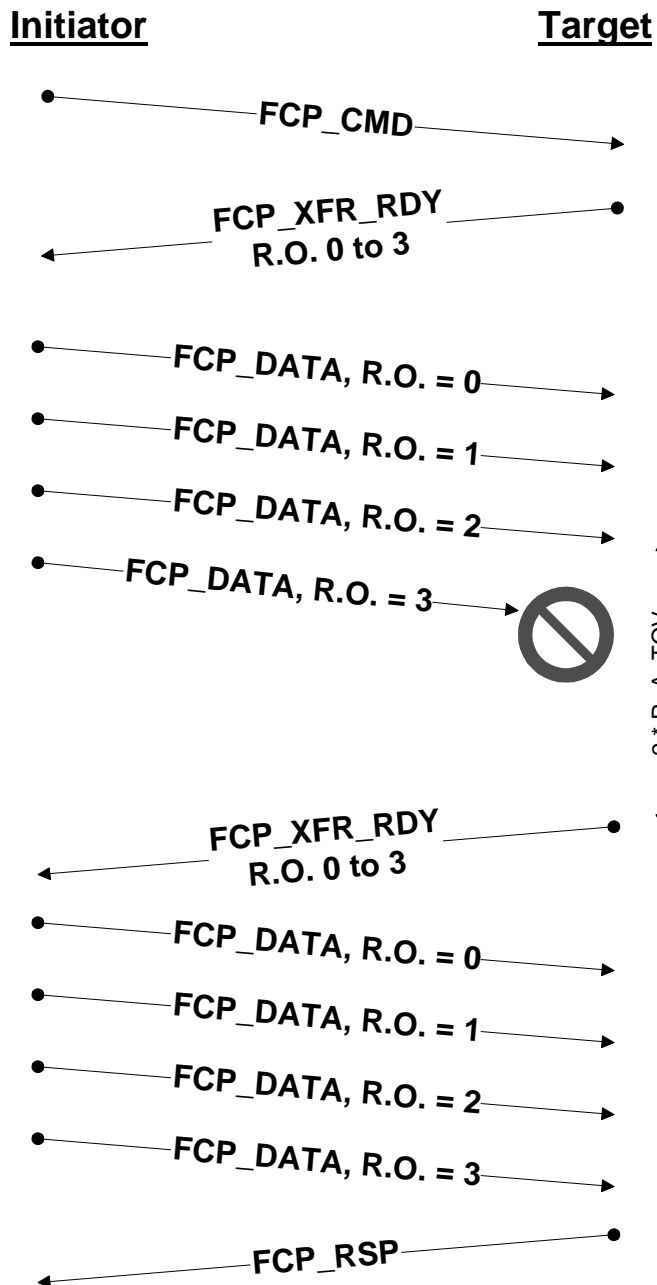 Initiator
Target
FCP_CMD
FCP_XFR_RDY
R.O. 0 to 3
FCP_DATA, R.O. = 0
FCP_DATA, R.O. = 1
FCP_DATA, R.O. = 2
FCP_DATA, R.O. = 3
FCP_XFR_RDY
R.O. 0 to 3
FCP_DATA, R.O. = 0
FCP_DATA, R.O. = 1
FCP_DATA, R.O. = 2
FCP_DATA, R.O. = 3
FCP_RSP